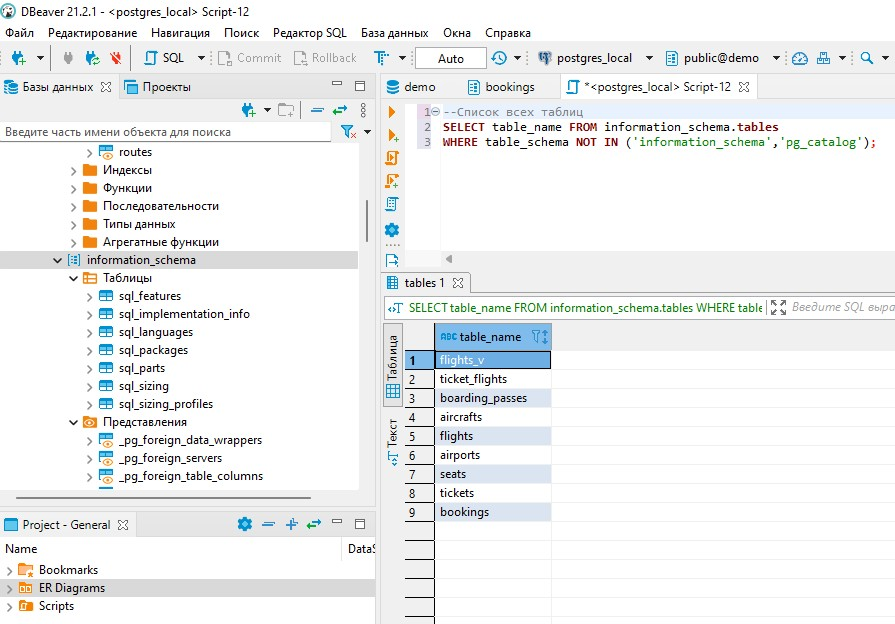 DBeaver 21.2.1 - <postgres_local> Script-12
Файл Редактирование Навигация Поиск Редактор SQL База данных Окна Справка
SQL Commit Rollback Auto postgres_local public@demo
Базы данных Проекты
Введите часть имени объекта для поиска
routes
Индексы
Функции
Последовательности
Типы данных
Агрегатные функции
information_schema
Таблицы
sql_features
sql_implementation_info
sql_languages
sql_packages
sql_parts
sql_sizing
sql_sizing_profiles
Представления
_pg_foreign_data_wrappers
_pg_foreign_servers
_pg_foreign_table_columns
Project - General
Name DataS
Bookmarks
ER Diagrams
Scripts
demo bookings *<postgres_local> Script-12
1 --Список всех таблиц
2 SELECT table_name FROM information_schema.tables
3 WHERE table_schema NOT IN ('information_schema','pg_catalog');
tables 1
SELECT table_name FROM information_schema.tables WHERE table Введите SQL выра
Таблица
Текст
ABC table_name
1 flights_v
2 ticket_flights
3 boarding_passes
4 aircrafts
5 flights
6 airports
7 seats
8 tickets
9 bookings